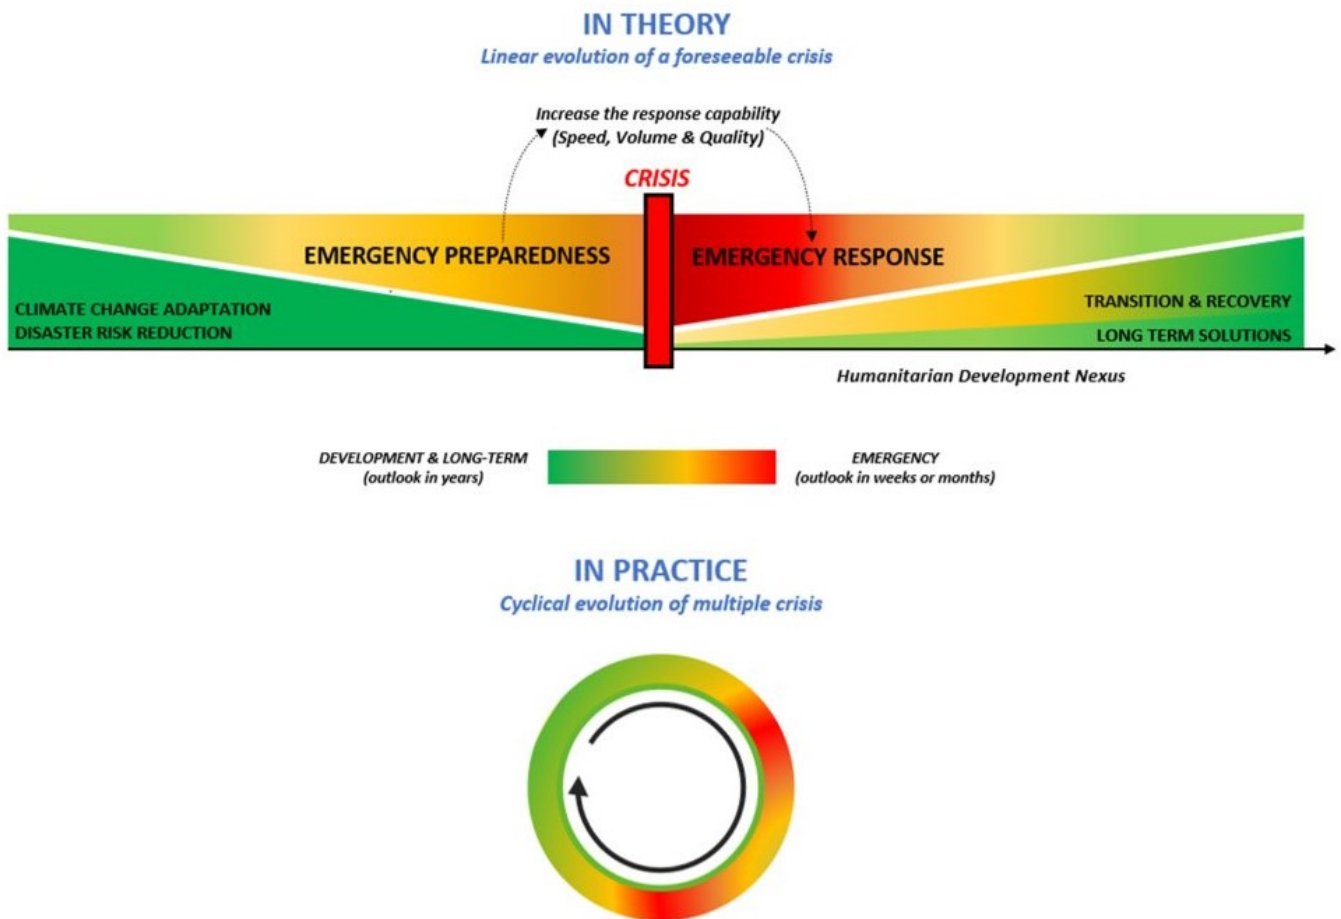 IN THEORY
Linear evolution of a foreseeable crisis
Increase the response capability
(Speed, Volume & Quality)
CRISIS
EMERGENCY PREPAREDNESS
EMERGENCY RESPONSE
CLIMATE CHANGE ADAPTATION
DISASTER RISK REDUCTION
TRANSITION & RECOVERY
LONG TERM SOLUTIONS
Humanitarian Development Nexus
DEVELOPMENT & LONG-TERM
(outlook in years)
EMERGENCY
(outlook in weeks or months)
IN PRACTICE
Cyclical evolution of multiple crisis